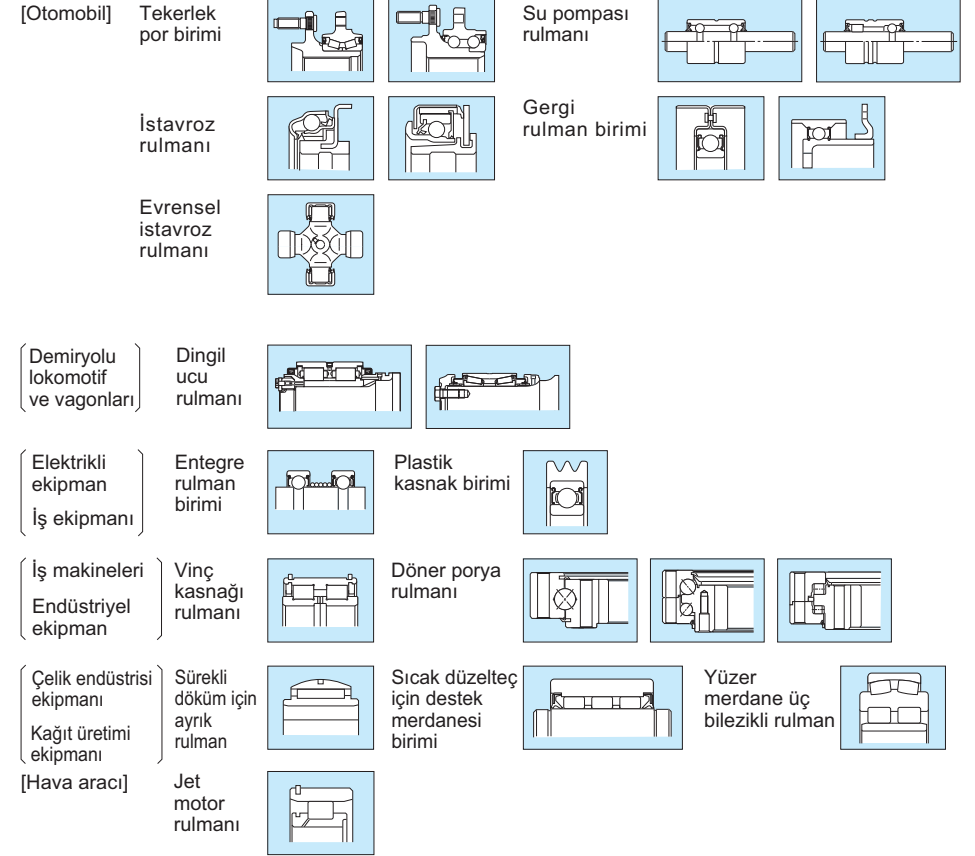 [Otomobil]
Tekerlek
por birimi
Su pompası
rulmanı
İstavroz
rulmanı
Gergi
rulman birimi
Evrensel
istavroz
rulmanı
Demiryolu
lokomotif
ve vagonları
Dingil
ucu
rulmanı
Elektrikli
ekipman
İş ekipmanı
Entegre
rulman
birimi
Plastik
kasnak birimi
İş makineleri
Endüstriyel
ekipman
Vinç
kasnağı
rulmanı
Döner porya
rulmanı
Çelik endüstrisi
ekipmanı
Kağıt üretimi
ekipmanı
Sürekli
döküm için
ayrık
rulman
Sıcak düzelteç
için destek
merdanesi
birimi
Yüzer
merdane üç
bilezikli rulman
[Hava aracı]
Jet
motor
rulmanı